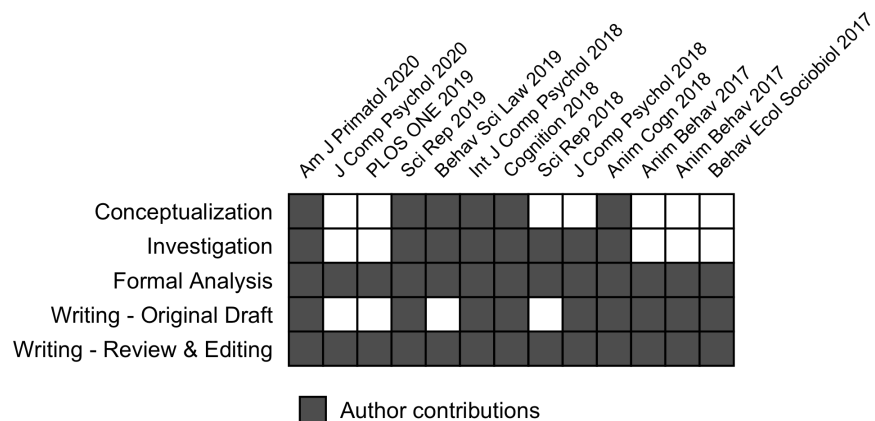 Am J Primatol 2020
J Comp Psychol 2020
PLOS ONE 2019
Sci Rep 2019
Behav Sci Law 2019
Int J Comp Psychol 2018
Cognition 2018
Sci Rep 2018
J Comp Psychol 2018
Anim Cogn 2018
Anim Behav 2017
Anim Behav 2017
Behav Ecol Sociobiol 2017
Conceptualization
Investigation
Formal Analysis
Writing - Original Draft
Writing - Review & Editing
Author contributions